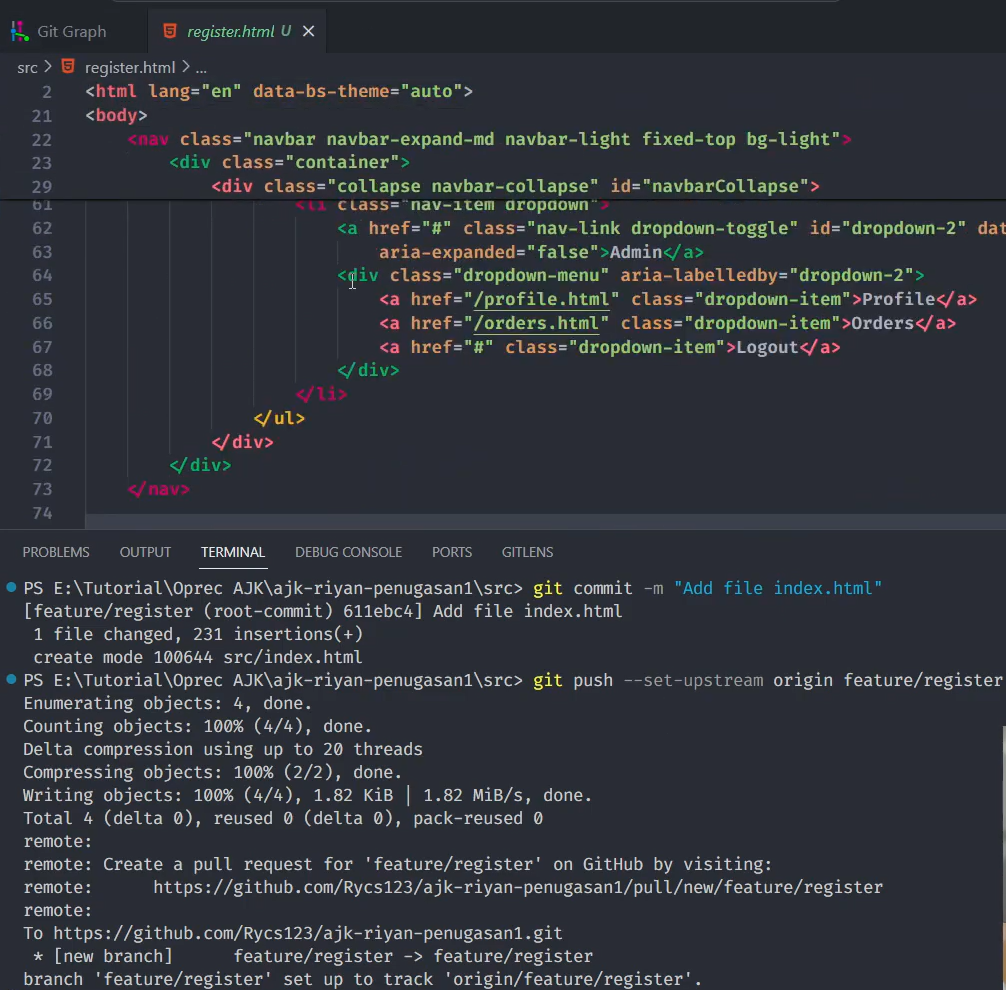 Git Graph register.html U
src > register.html > ...
2 <html lang="en" data-bs-theme="auto">
21 <body>
22 <nav class="navbar navbar-expand-md navbar-light fixed-top bg-light">
23 <div class="container">
29 <div class="collapse navbar-collapse" id="navbarCollapse">
61 <li class="nav-item dropdown">
62 <a href="#" class="nav-link dropdown-toggle" id="dropdown-2" dat
63 aria-expanded="false">Admin</a>
64 <div class="dropdown-menu" aria-labelledby="dropdown-2">
65 <a href="/profile.html" class="dropdown-item">Profile</a>
66 <a href="/orders.html" class="dropdown-item">Orders</a>
67 <a href="#" class="dropdown-item">Logout</a>
68 </div>
69 </li>
70 </ul>
71 </div>
72 </div>
73 </nav>
74
PROBLEMS OUTPUT TERMINAL DEBUG CONSOLE PORTS GITLENS
PS E:\Tutorial\Oprec AJK\ajk-riyan-penugasan1\src> git commit -m "Add file index.html"
[feature/register (root-commit) 611ebc4] Add file index.html
1 file changed, 231 insertions(+)
create mode 100644 src/index.html
PS E:\Tutorial\Oprec AJK\ajk-riyan-penugasan1\src> git push --set-upstream origin feature/register
Enumerating objects: 4, done.
Counting objects: 100% (4/4), done.
Delta compression using up to 20 threads
Compressing objects: 100% (2/2), done.
Writing objects: 100% (4/4), 1.82 KiB | 1.82 MiB/s, done.
Total 4 (delta 0), reused 0 (delta 0), pack-reused 0
remote:
remote: Create a pull request for 'feature/register' on GitHub by visiting:
remote: https://github.com/Rycs123/ajk-riyan-penugasan1/pull/new/feature/register
remote:
To https://github.com/Rycs123/ajk-riyan-penugasan1.git
* [new branch] feature/register -> feature/register
branch 'feature/register' set up to track 'origin/feature/register'.